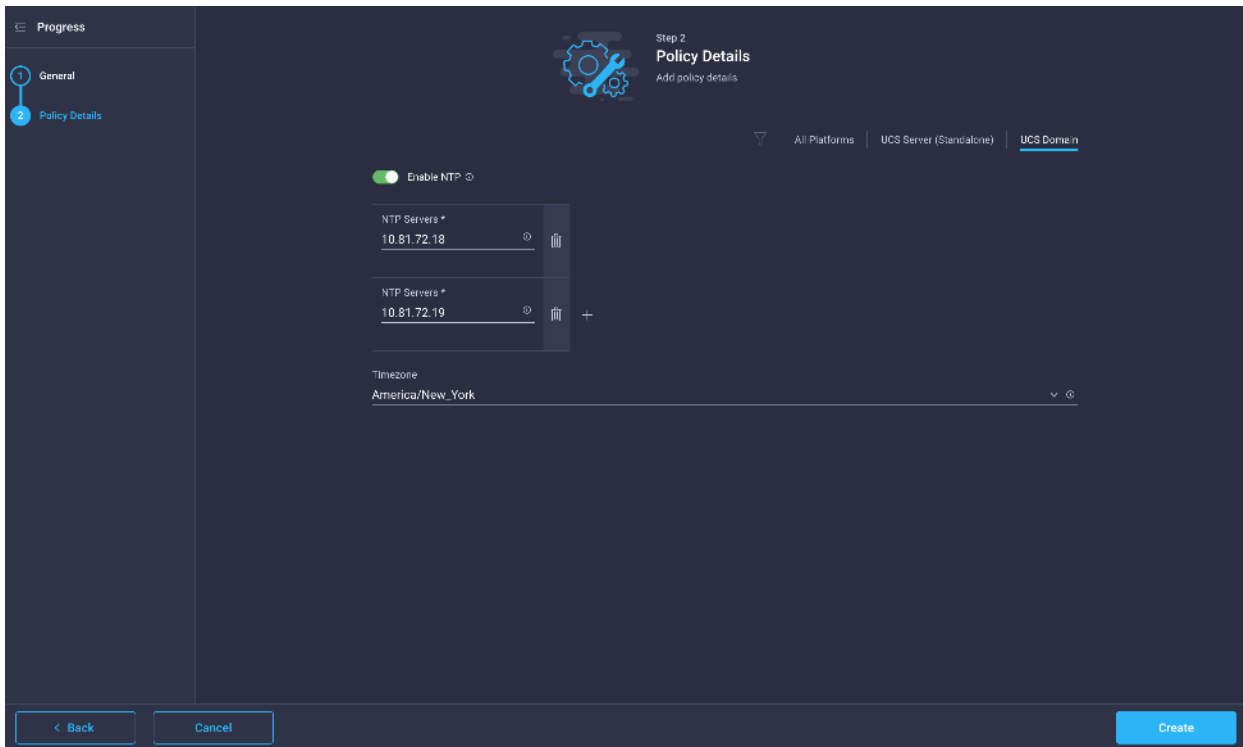 Progress
1 General
2 Policy Details
Step 2
Policy Details
Add policy details
All Platforms UCS Server (Standalone) UCS Domain
Enable NTP
NTP Servers *
10.81.72.18
NTP Servers *
10.81.72.19
Timezone
America/New_York
< Back Cancel Create